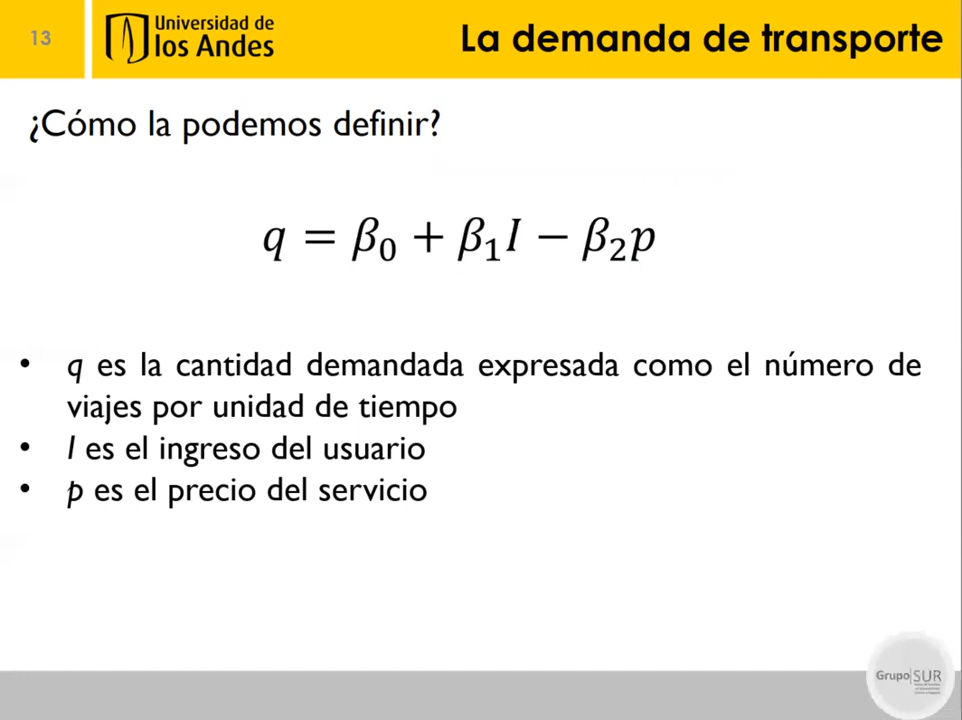 13
Universidad de
los Andes
La demanda de transporte
¿Cómo la podemos definir?
q = β₀ + β₁I − β₂p
• q es la cantidad demandada expresada como el número de
viajes por unidad de tiempo
• I es el ingreso del usuario
• p es el precio del servicio
Grupo|SUR